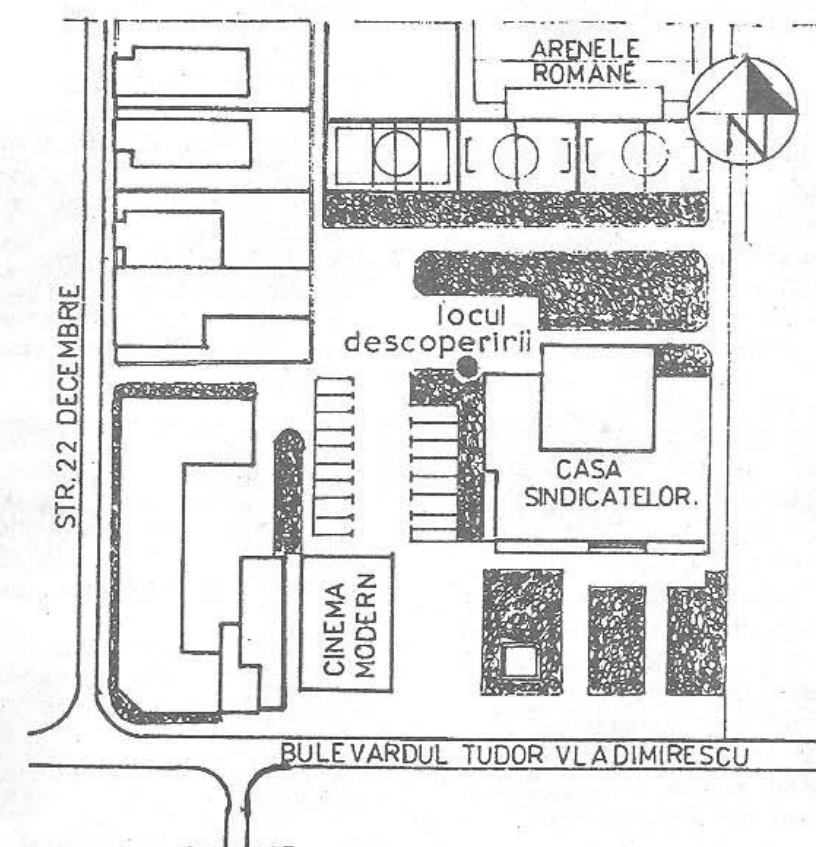 ARENELE
ROMANE
N
locul
descoperirii
STR. 22 DECEMBRIE
CASA
SINDICATELOR.
CINEMA
MODERN
BULEVARDUL TUDOR VLADIMIRESCU